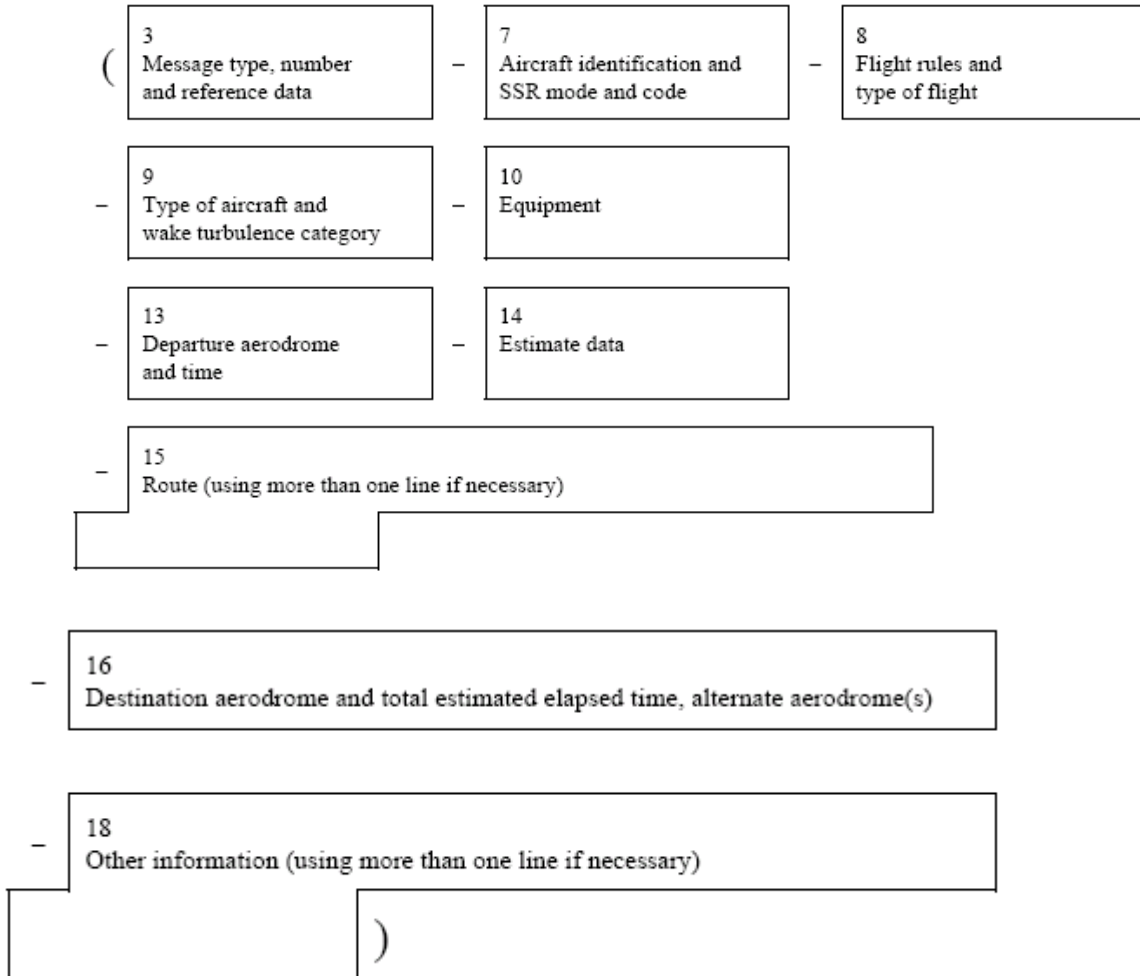 ( 3 – 7 – 8
Message type, number Aircraft identification and Flight rules and
and reference data SSR mode and code type of flight
– 9 – 10
Type of aircraft and Equipment
wake turbulence category
– 13 – 14
Departure aerodrome Estimate data
and time
– 15
Route (using more than one line if necessary)
– 16
Destination aerodrome and total estimated elapsed time, alternate aerodrome(s)
– 18
Other information (using more than one line if necessary)
)